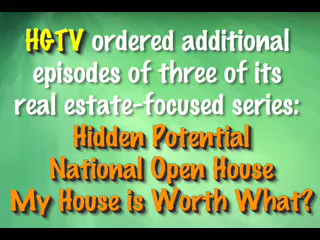 HGTV ordered additional
episodes of three of its
real estate-focused series:
Hidden Potential
National Open House
My House is Worth What?